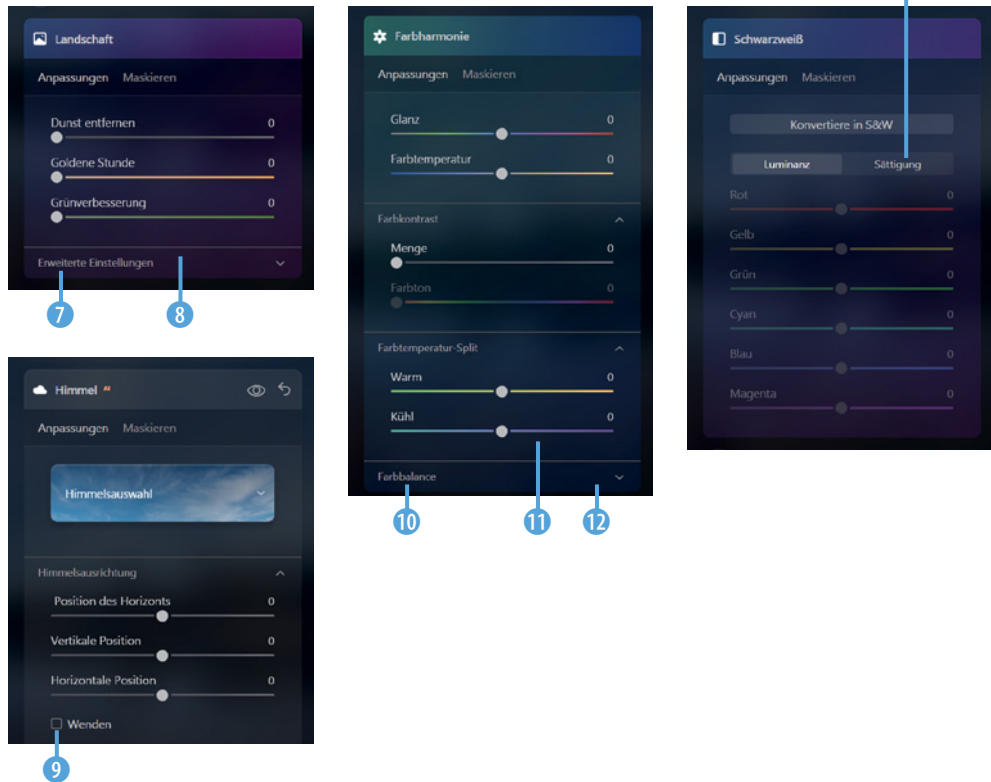 Landschaft
Anpassungen Maskieren
Dunst entfernen 0
Goldene Stunde 0
Grünverbesserung 0
Erweiterte Einstellungen
7 8
Himmel AI
Anpassungen Maskieren
Himmelsauswahl
Himmelsausrichtung
Position des Horizonts 0
Vertikale Position 0
Horizontale Position 0
Wenden
9
Farbharmonie
Anpassungen Maskieren
Glanz 0
Farbtemperatur 0
Farbkontrast
Menge 0
Farbton 0
Farbtemperatur-Split
Warm 0
Kühl 0
Farbbalance
10 11 12
Schwarzweiß
Anpassungen Maskieren
Konvertiere in S&W
Luminanz Sättigung
Rot 0
Gelb 0
Grün 0
Cyan 0
Blau 0
Magenta 0